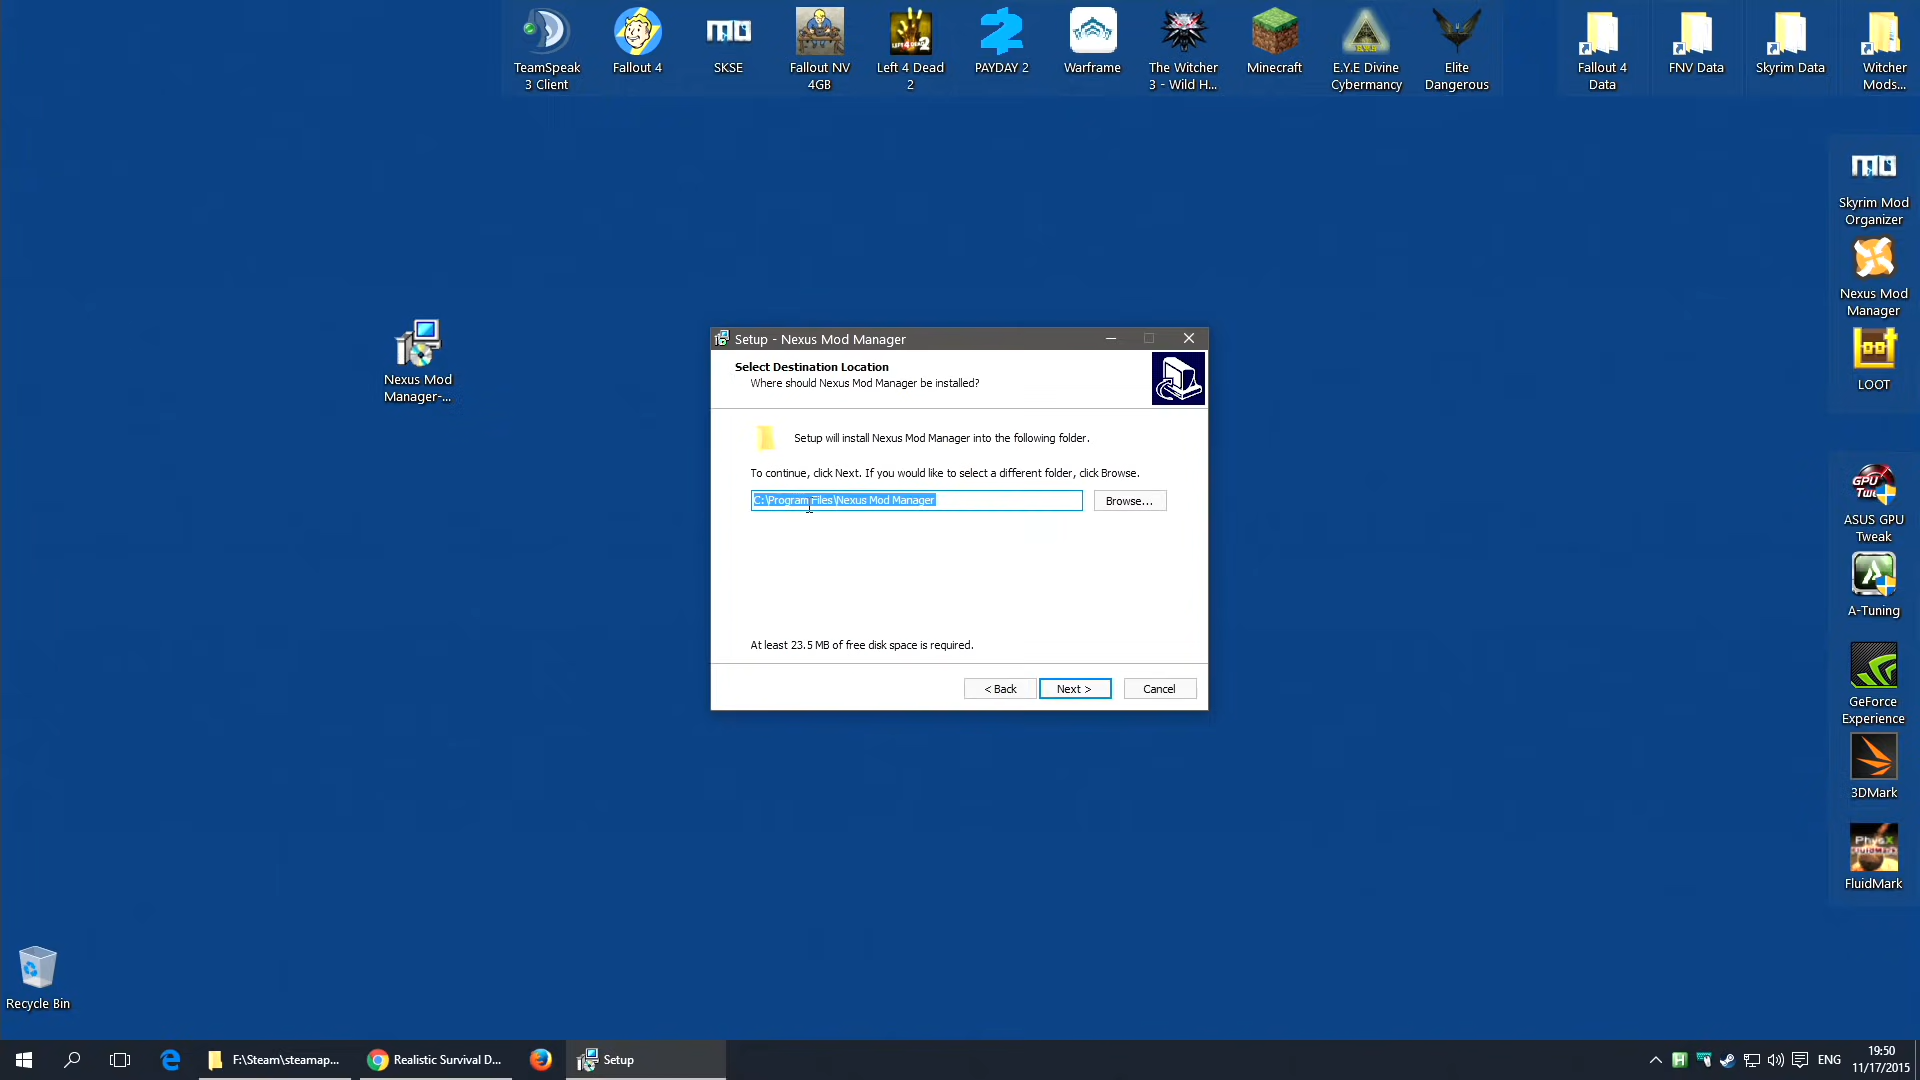 TeamSpeak
3 Client
Fallout 4
SKSE
Fallout NV
4GB
Left 4 Dead
2
PAYDAY 2
Warframe
The Witcher
3 - Wild H...
Minecraft
E.Y.E Divine
Cybermancy
Elite
Dangerous
Fallout 4
Data
FNV Data
Skyrim Data
Witcher
Mods...
Skyrim Mod
Organizer
Nexus Mod
Manager
LOOT
ASUS GPU
Tweak
A-Tuning
GeForce
Experience
3DMark
FluidMark
Nexus Mod
Manager-...
Setup - Nexus Mod Manager
Select Destination Location
Where should Nexus Mod Manager be installed?
Setup will install Nexus Mod Manager into the following folder.
To continue, click Next. If you would like to select a different folder, click Browse.
C:\Program Files\Nexus Mod Manager
Browse...
At least 23.5 MB of free disk space is required.
< Back
Next >
Cancel
Recycle Bin
F:\Steam\steamap...
Realistic Survival D...
Setup
ENG
19:50
11/17/2015